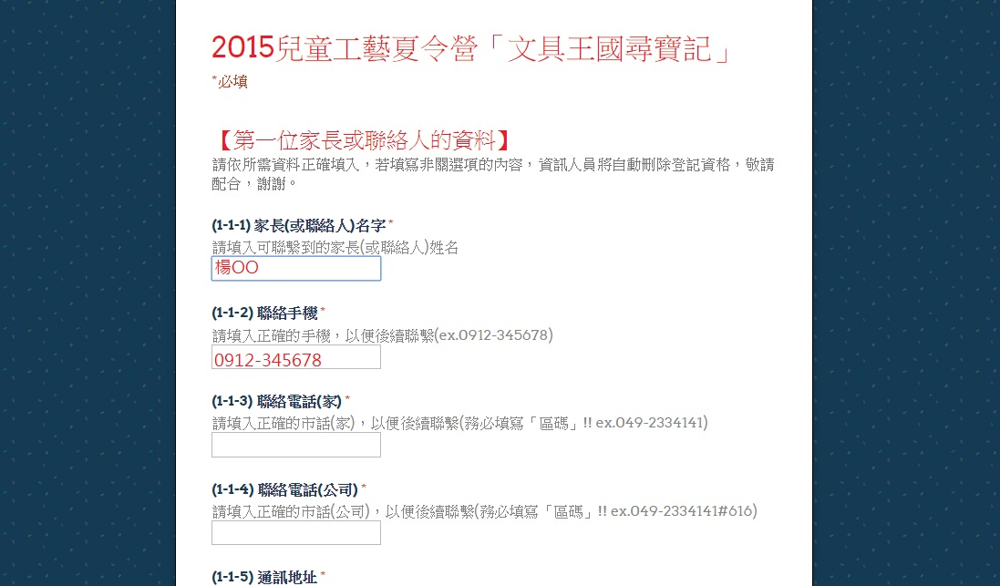 2015兒童工藝夏令營「文具王國尋寶記」
*必填
【第一位家長或聯絡人的資料】
請依所需資料正確填入，若填寫非關選項的內容，資訊人員將自動刪除登記資格，敬請
配合，謝謝。
(1-1-1) 家長(或聯絡人)名字*
請填入可聯繫到的家長(或聯絡人)姓名
楊OO
(1-1-2) 聯絡手機*
請填入正確的手機，以便後續聯繫(ex.0912-345678)
0912-345678
(1-1-3) 聯絡電話(家)*
請填入正確的市話(家)，以便後續聯繫(務必填寫「區碼」!! ex.049-2334141)
(1-1-4) 聯絡電話(公司)*
請填入正確的市話(公司)，以便後續聯繫(務必填寫「區碼」!! ex.049-2334141#616)
(1-1-5) 通訊地址*